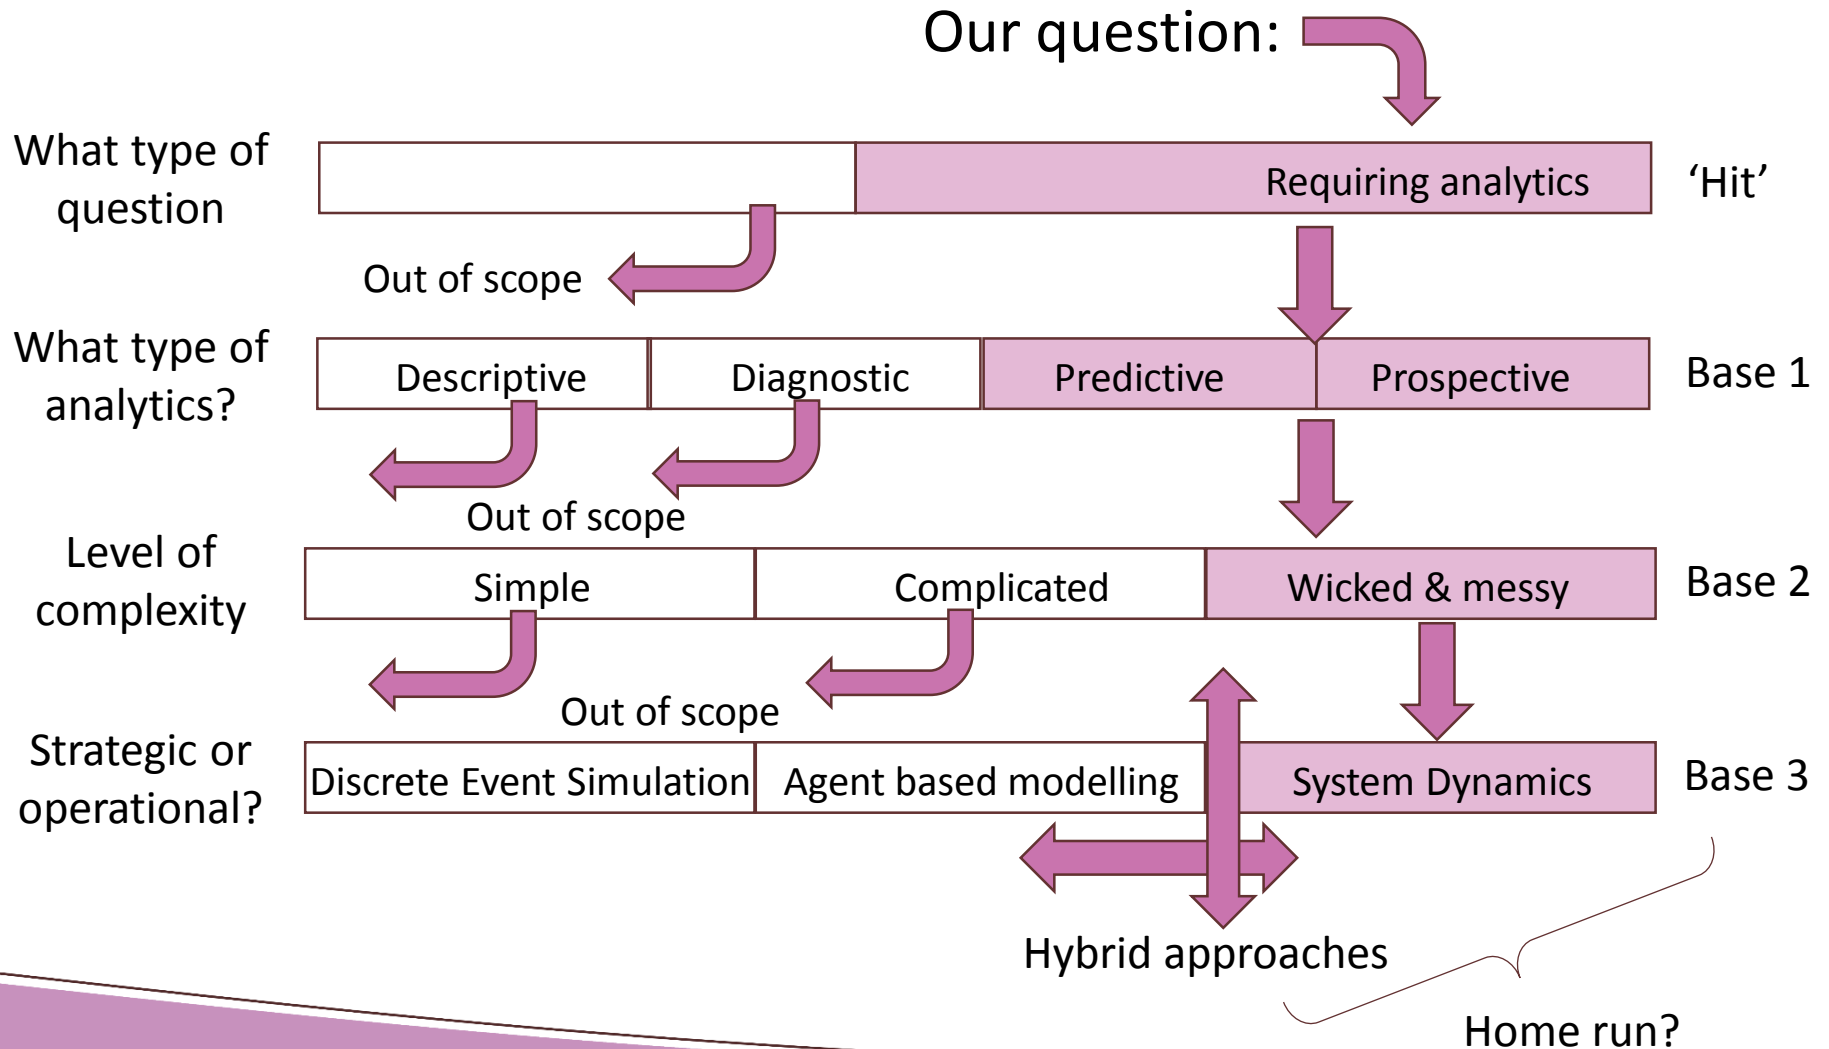 Our question:
What type of
question
Requiring analytics
‘Hit’
Out of scope
What type of
analytics?
Descriptive
Diagnostic
Predictive
Prospective
Base 1
Out of scope
Level of
complexity
Simple
Complicated
Wicked & messy
Base 2
Out of scope
Strategic or
operational?
Discrete Event Simulation
Agent based modelling
System Dynamics
Base 3
Hybrid approaches
Home run?